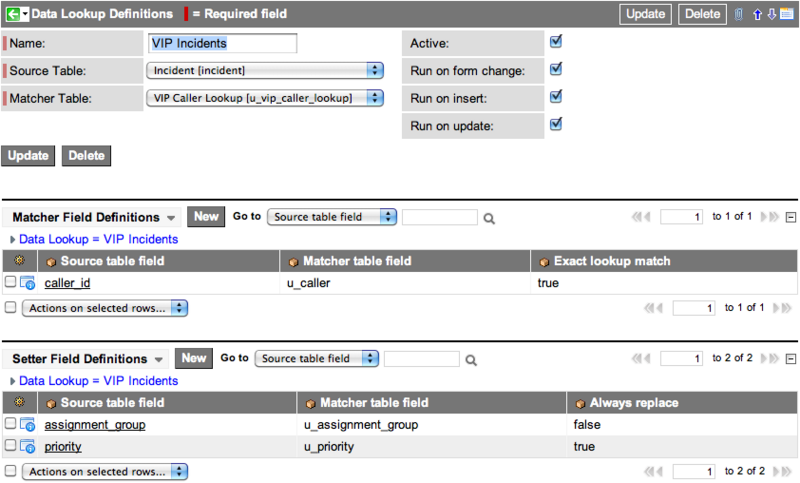 Data Lookup Definitions = Required field Update Delete
Name: VIP Incidents Active:
Source Table: Incident [incident] Run on form change:
Matcher Table: VIP Caller Lookup [u_vip_caller_lookup] Run on insert:
Run on update:
Update Delete
Matcher Field Definitions New Go to Source table field 1 to 1 of 1
Data Lookup = VIP Incidents
Source table field Matcher table field Exact lookup match
caller_id u_caller true
Actions on selected rows... 1 to 1 of 1
Setter Field Definitions New Go to Source table field 1 to 2 of 2
Data Lookup = VIP Incidents
Source table field Matcher table field Always replace
assignment_group u_assignment_group false
priority u_priority true
Actions on selected rows... 1 to 2 of 2